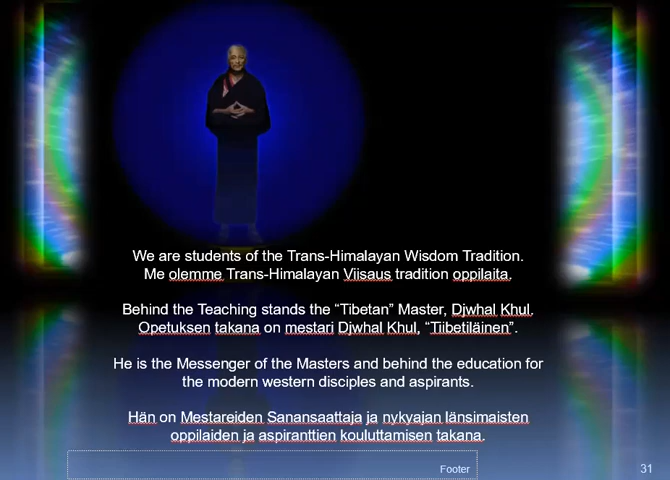 We are students of the Trans-Himalayan Wisdom Tradition.
Me olemme Trans-Himalayan Viisaus tradition oppilaita.
Behind the Teaching stands the “Tibetan” Master, Djwhal Khul.
Opetuksen takana on mestari Djwhal Khul, “Tiibetiläinen”.
He is the Messenger of the Masters and behind the education for
the modern western disciples and aspirants.
Hän on Mestareiden Sanansaattaja ja nykyajan länsimaisten
oppilaiden ja aspiranttien kouluttamisen takana.
Footer
31